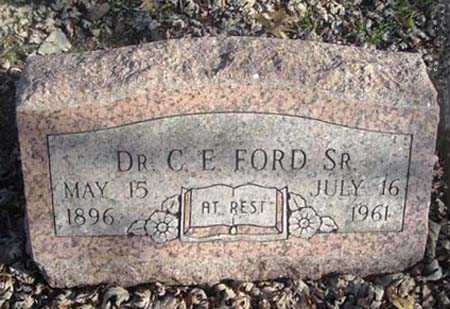 DR. C. E. FORD SR.
MAY 15 JULY 16
1896 AT REST 1961